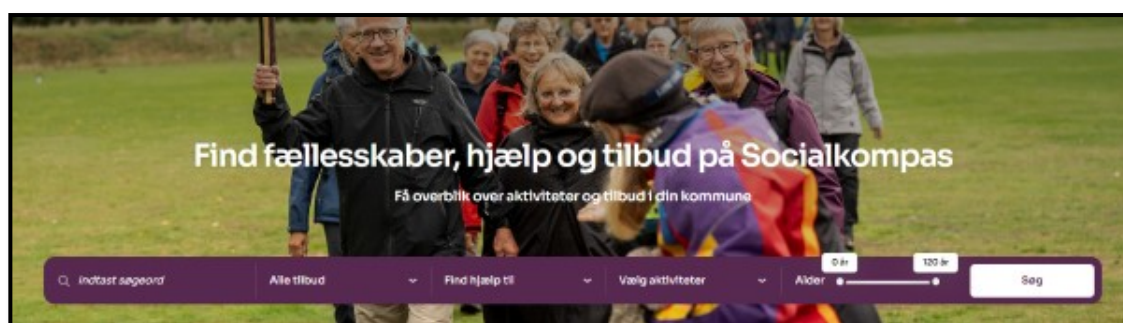 Find fællesskaber, hjælp og tilbud på Socialkompas
Få overblik over aktiviteter og tilbud i din kommune
0 år 120 år
Indtast søgeord Alle tilbud Find hjælp til Vælg aktiviteter Alder Søg